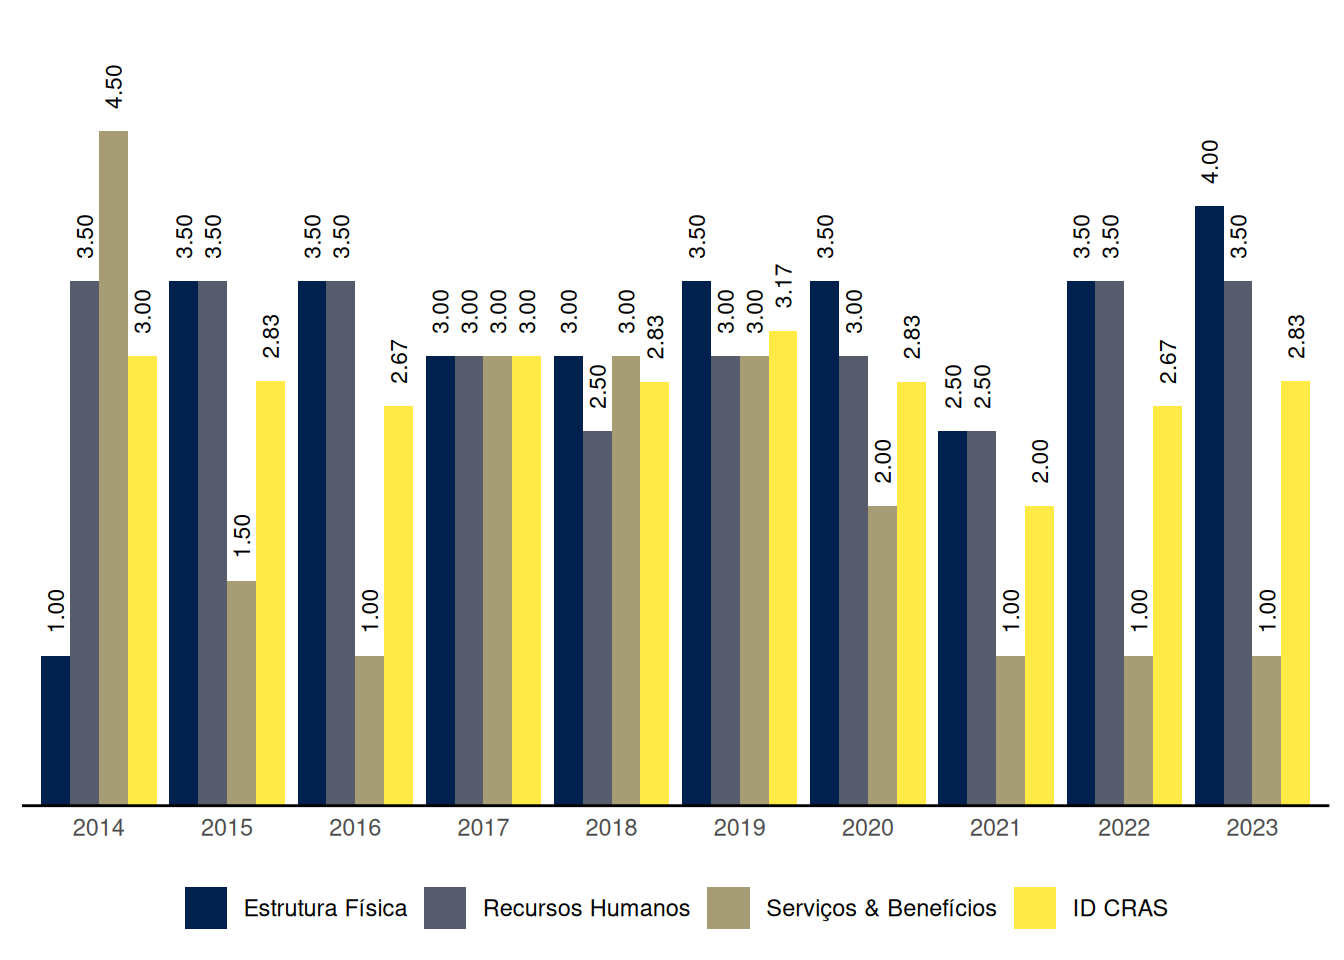 1.00 3.50 4.50 3.00
3.50 3.50 1.50 2.83
3.50 3.50 1.00 2.67
3.00 3.00 3.00 3.00
3.00 2.50 3.00 2.83
3.50 3.00 3.00 3.17
3.50 3.00 2.00 2.83
2.50 2.50 1.00 2.00
3.50 3.50 1.00 2.67
4.00 3.50 1.00 2.83
2014 2015 2016 2017 2018 2019 2020 2021 2022 2023
Estrutura Física Recursos Humanos Serviços & Benefícios ID CRAS